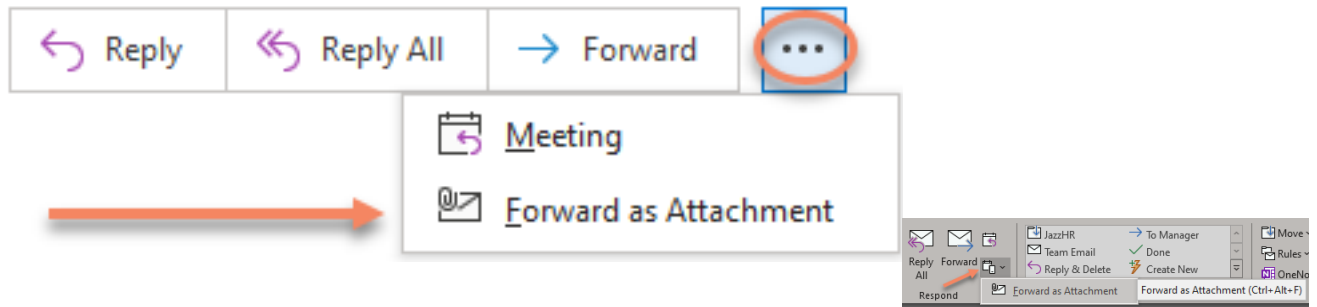 Reply Reply All Forward ...
Meeting
Forward as Attachment
JazzHR To Manager Move
Team Email Done Rules
Reply All Forward Reply & Delete Create New OneNo
Respond Forward as Attachment Forward as Attachment (Ctrl+Alt+F)